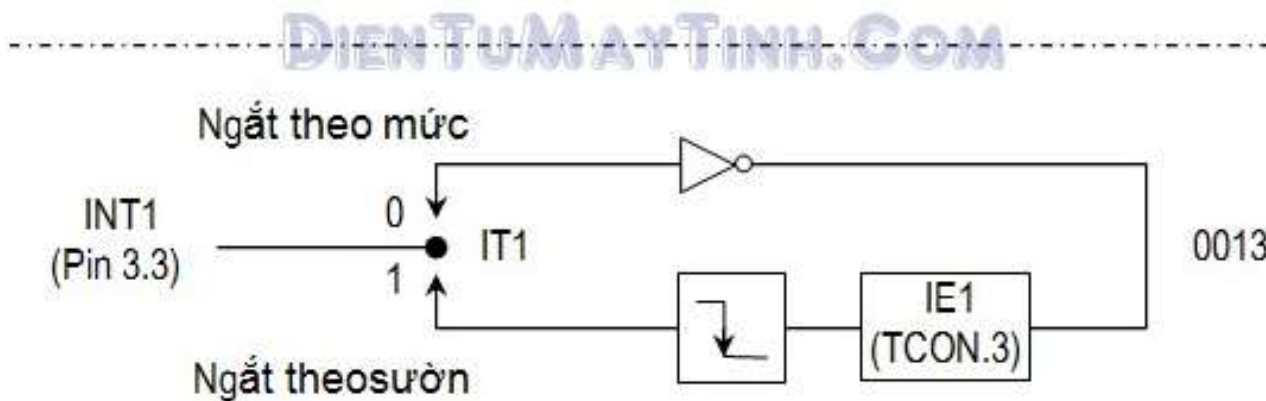 DIENTUMAYTINH.COM
Ngắt theo mức
INT1
(Pin 3.3)
0
1
IT1
0013
IE1
(TCON.3)
Ngắt theosườn